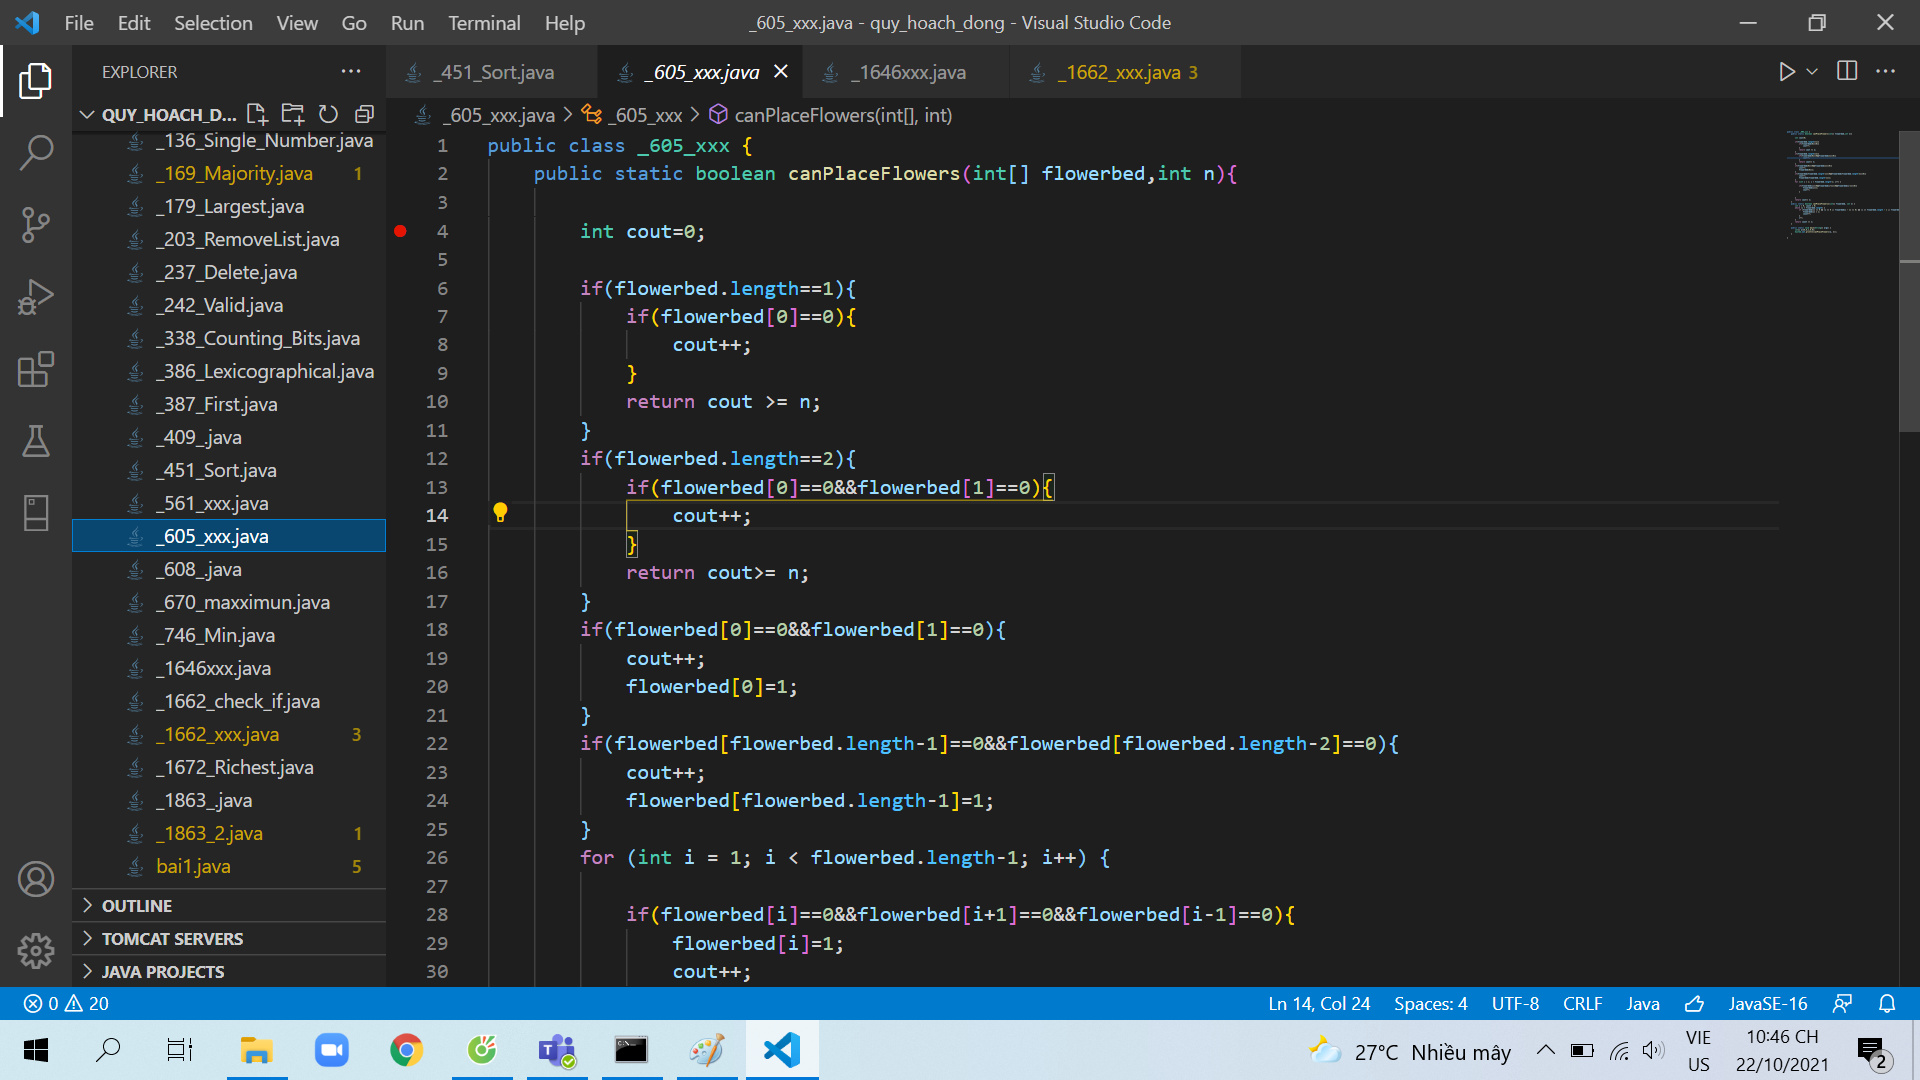 File Edit Selection View Go Run Terminal Help
_605_xxx.java - quy_hoach_dong - Visual Studio Code
EXPLORER
QUY_HOACH_D...
_136_Single_Number.java
_169_Majority.java 1
_179_Largest.java
_203_RemoveList.java
_237_Delete.java
_242_Valid.java
_338_Counting_Bits.java
_386_Lexicographical.java
_387_First.java
_409_.java
_451_Sort.java
_561_xxx.java
_605_xxx.java
_608_.java
_670_maxximun.java
_746_Min.java
_1646xxx.java
_1662_check_if.java
_1662_xxx.java 3
_1672_Richest.java
_1863_.java
_1863_2.java 1
bai1.java 5
OUTLINE
TOMCAT SERVERS
JAVA PROJECTS
_451_Sort.java _605_xxx.java _1646xxx.java _1662_xxx.java 3
_605_xxx.java > _605_xxx > canPlaceFlowers(int[], int)
1 public class _605_xxx {
2 public static boolean canPlaceFlowers(int[] flowerbed,int n){
3
4 int cout=0;
5
6 if(flowerbed.length==1){
7 if(flowerbed[0]==0){
8 cout++;
9 }
10 return cout >= n;
11 }
12 if(flowerbed.length==2){
13 if(flowerbed[0]==0&&flowerbed[1]==0){
14 cout++;
15 }
16 return cout>= n;
17 }
18 if(flowerbed[0]==0&&flowerbed[1]==0){
19 cout++;
20 flowerbed[0]=1;
21 }
22 if(flowerbed[flowerbed.length-1]==0&&flowerbed[flowerbed.length-2]==0){
23 cout++;
24 flowerbed[flowerbed.length-1]=1;
25 }
26 for (int i = 1; i < flowerbed.length-1; i++) {
27
28 if(flowerbed[i]==0&&flowerbed[i+1]==0&&flowerbed[i-1]==0){
29 flowerbed[i]=1;
30 cout++;
0 20
Ln 14, Col 24 Spaces: 4 UTF-8 CRLF Java JavaSE-16
27°C Nhiều mây
VIE
US
10:46 CH
22/10/2021
2